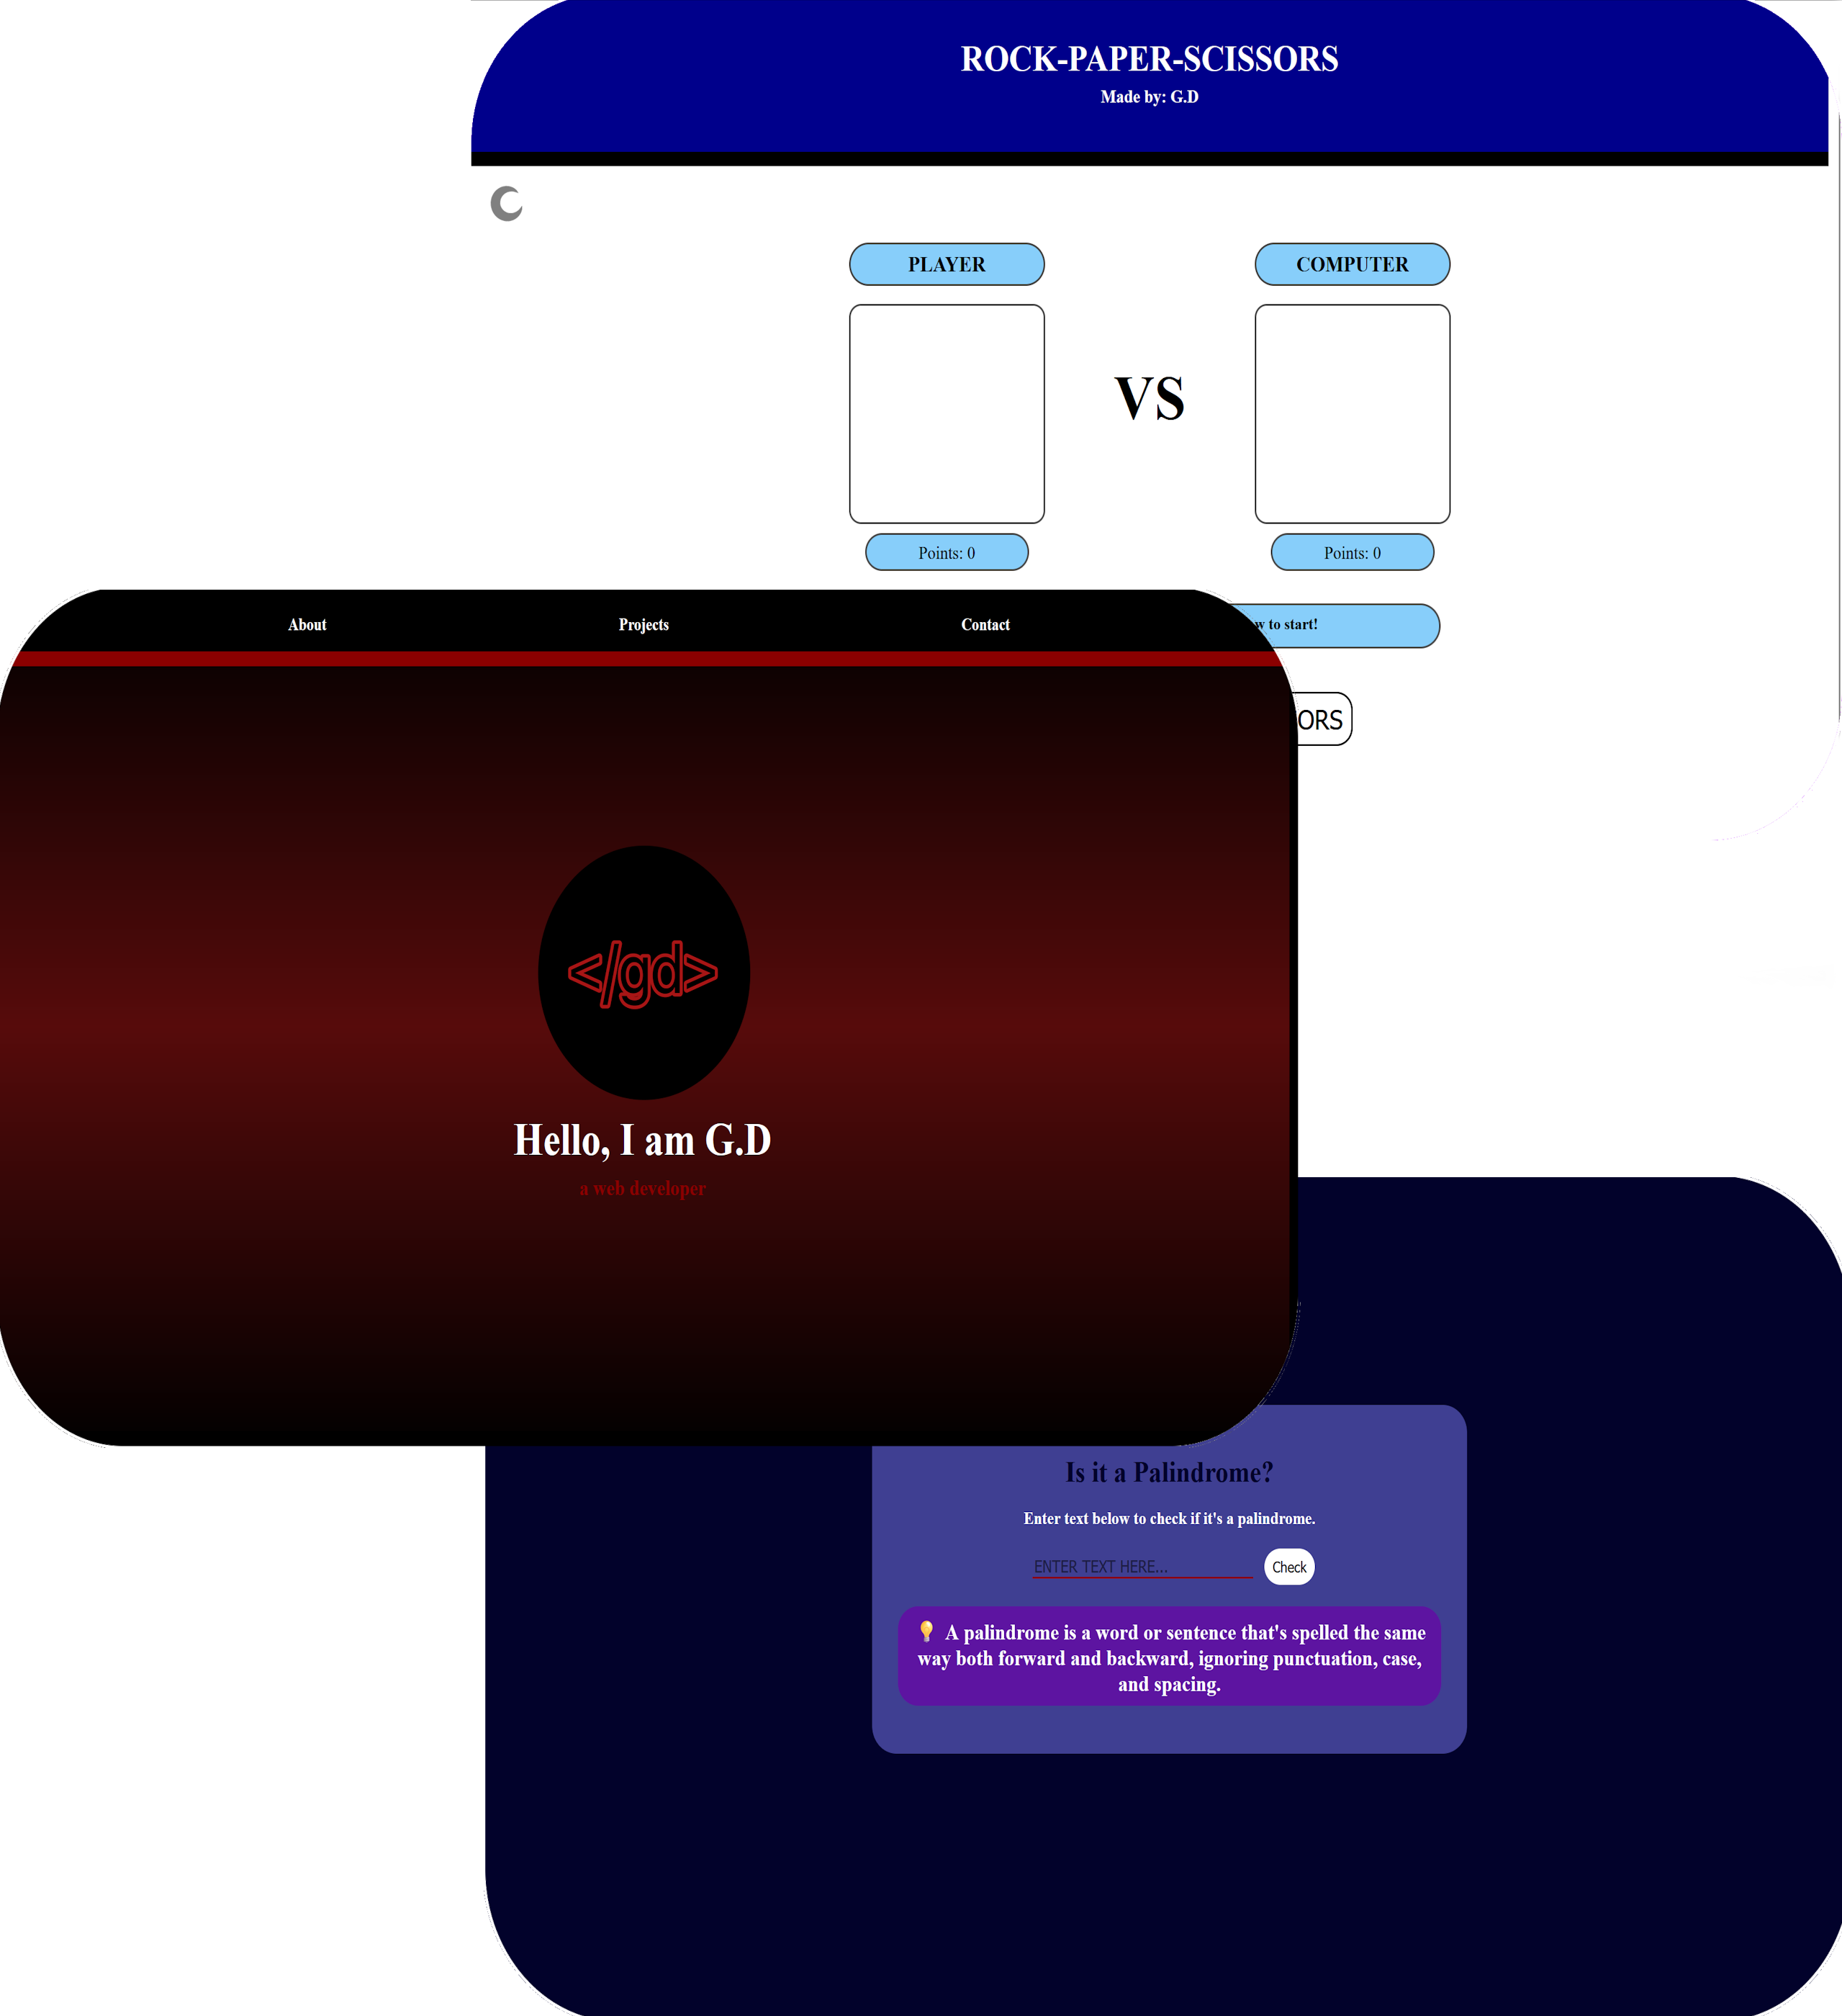 ROCK-PAPER-SCISSORS
Made by: G.D
PLAYER
COMPUTER
VS
Points: 0
Points: 0
to start!
About
Projects
Contact
</gd>
Hello, I am G.D
a web developer
Is it a Palindrome?
Enter text below to check if it's a palindrome.
ENTER TEXT HERE...
Check
💡 A palindrome is a word or sentence that's spelled the same
way both forward and backward, ignoring punctuation, case,
and spacing.